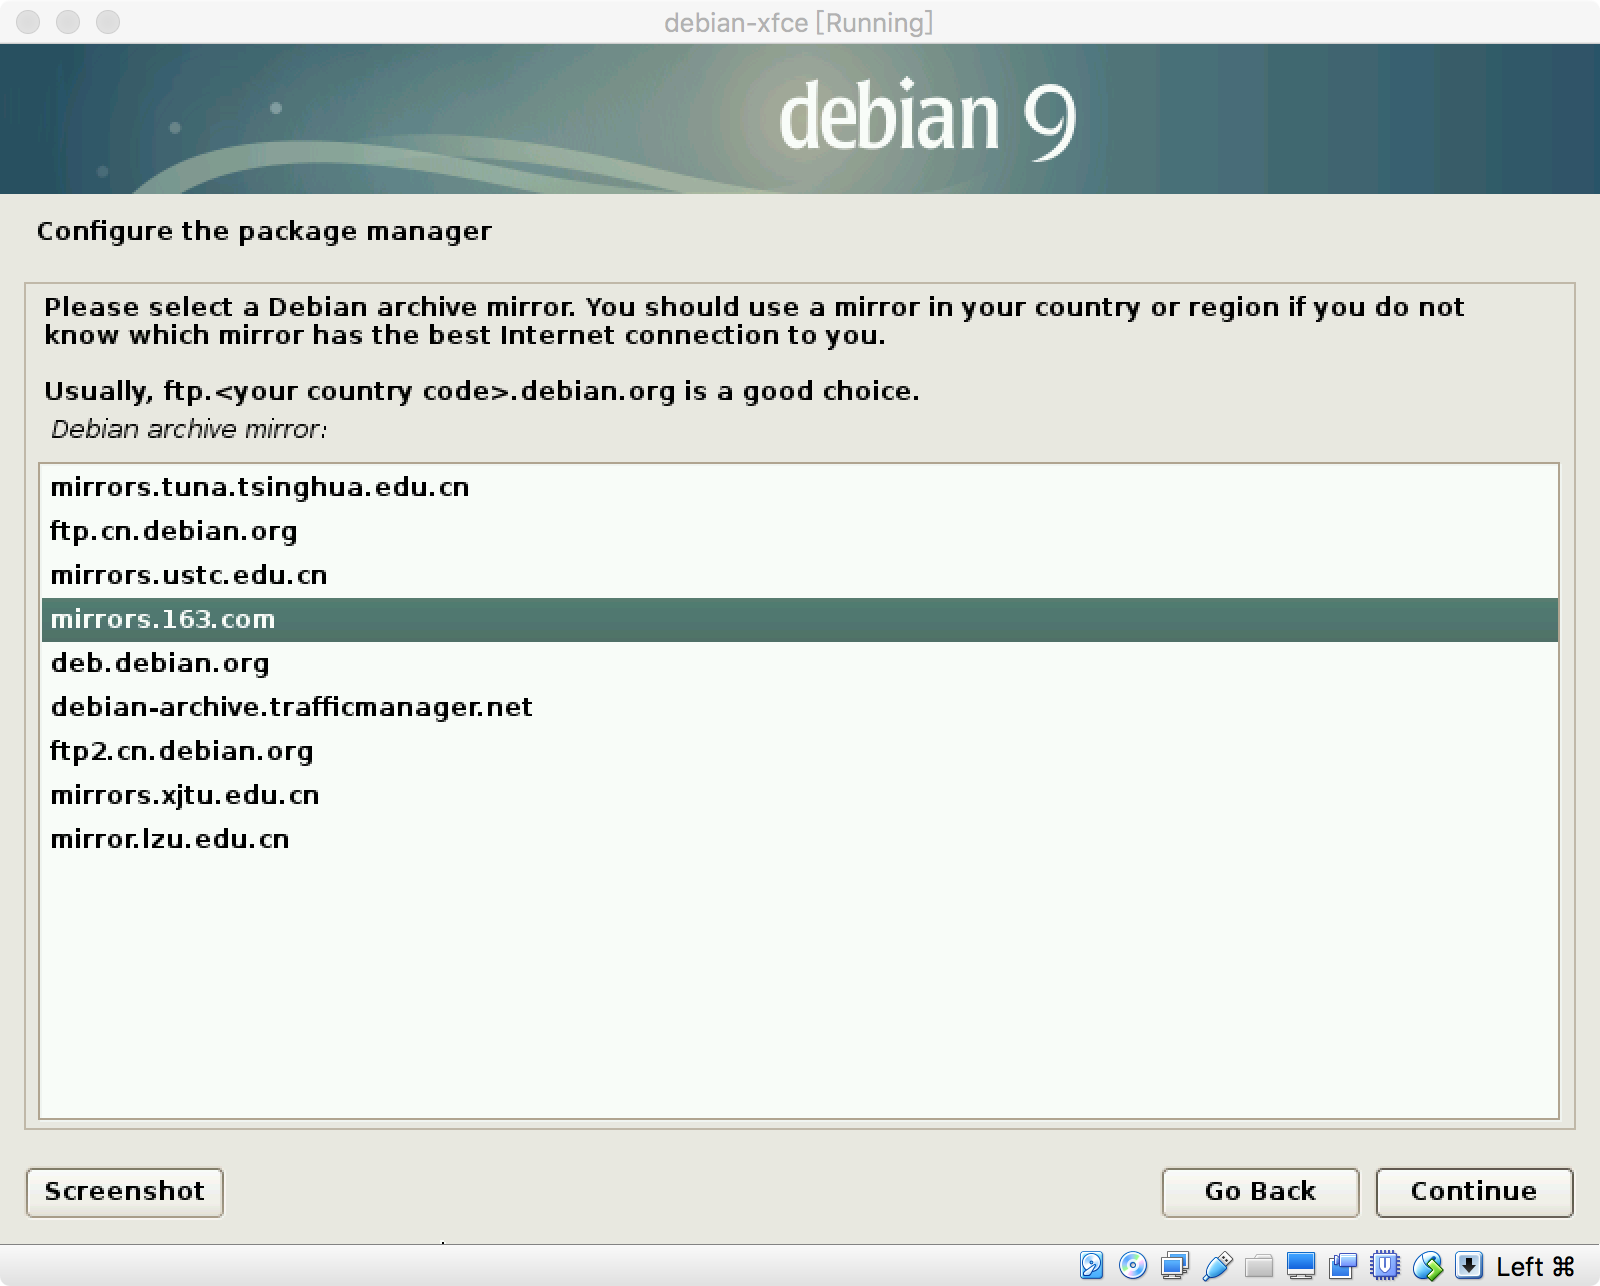 debian-xfce [Running]
debian 9
Configure the package manager
Please select a Debian archive mirror. You should use a mirror in your country or region if you do not
know which mirror has the best Internet connection to you.
Usually, ftp.<your country code>.debian.org is a good choice.
Debian archive mirror:
mirrors.tuna.tsinghua.edu.cn
ftp.cn.debian.org
mirrors.ustc.edu.cn
mirrors.163.com
deb.debian.org
debian-archive.trafficmanager.net
ftp2.cn.debian.org
mirrors.xjtu.edu.cn
mirror.lzu.edu.cn
Screenshot
Go Back
Continue
Left ⌘